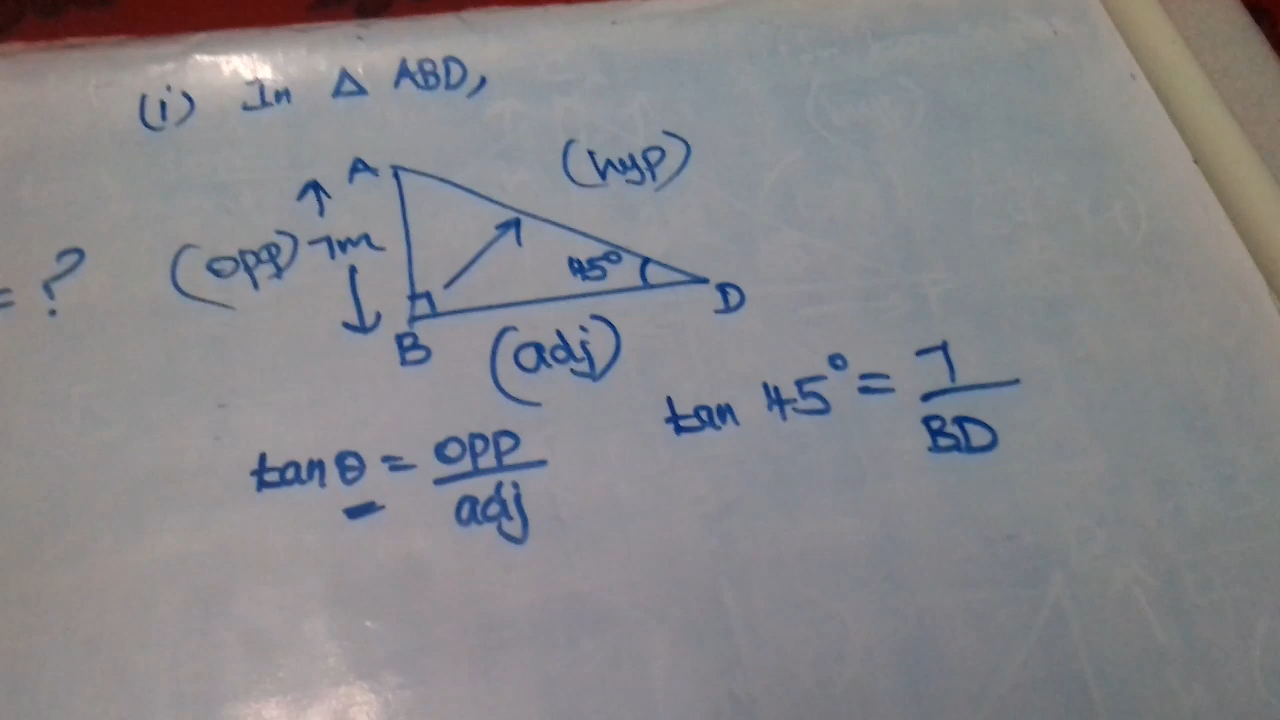 (i) In Δ ABD,
A
(hyp)
= ?
(opp) 7m
45°
D
B
(adj)
tan θ = opp/adj
tan 45° = 7/BD